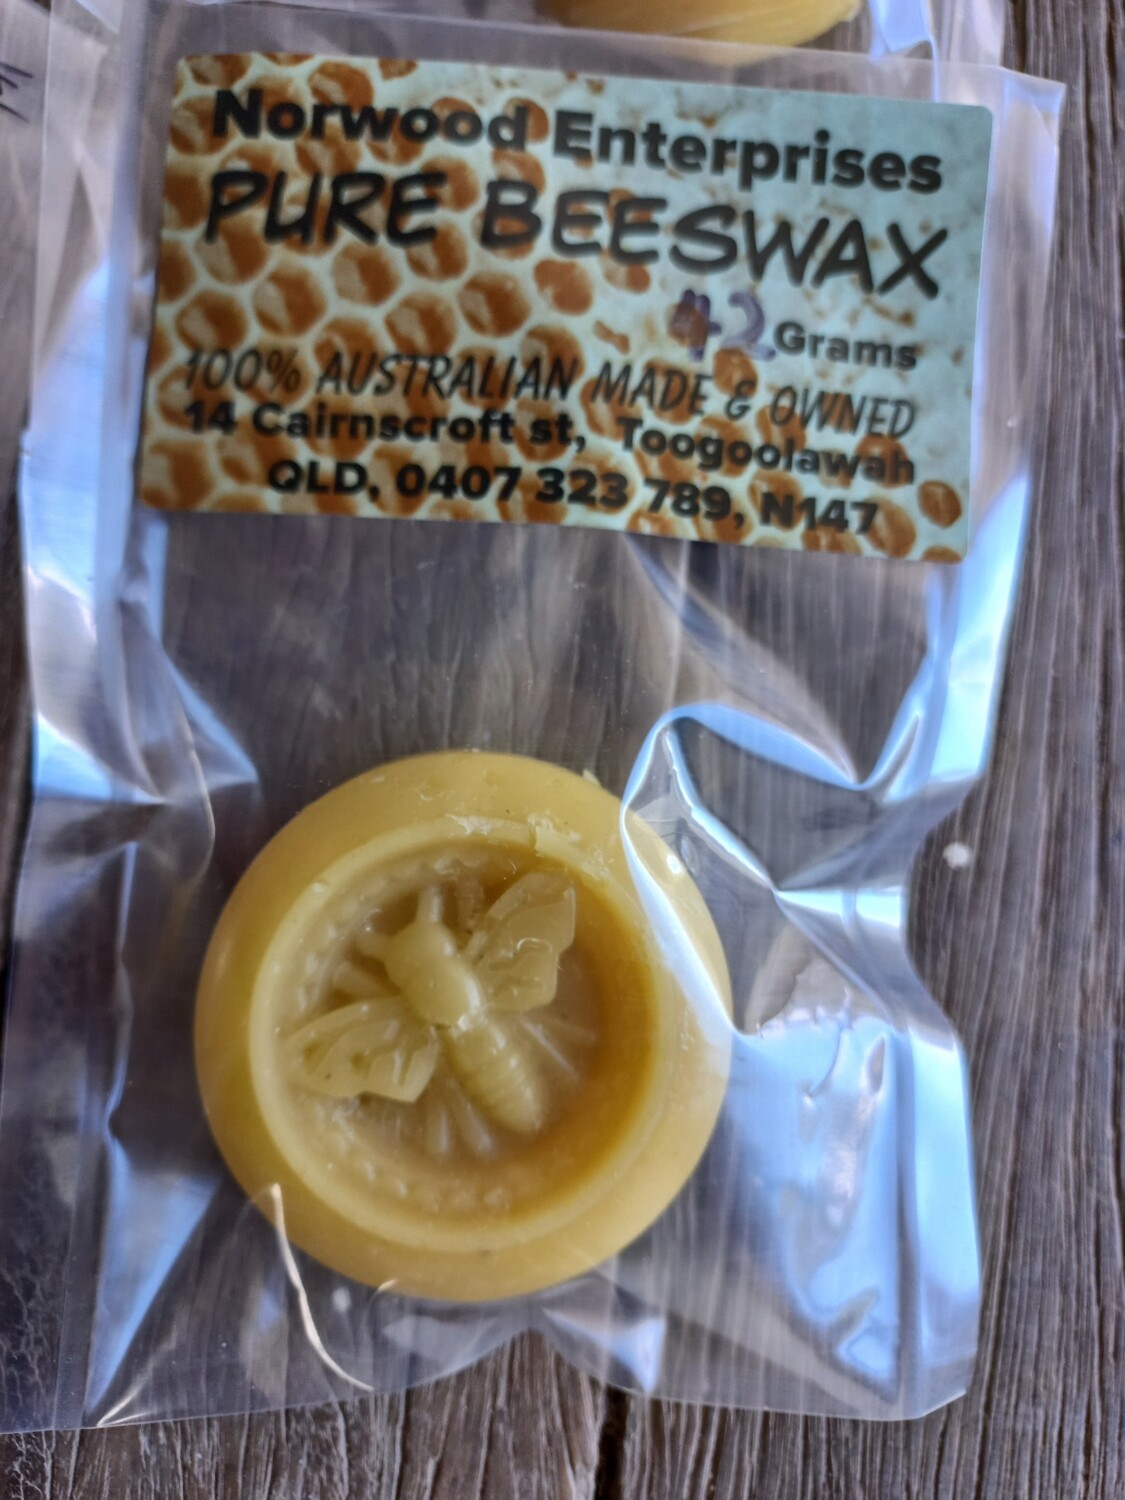 Norwood Enterprises
PURE BEESWAX
42 Grams
100% AUSTRALIAN MADE & OWNED
14 Cairnscroft st, Toogoolawah
QLD, 0407 323 789, N147